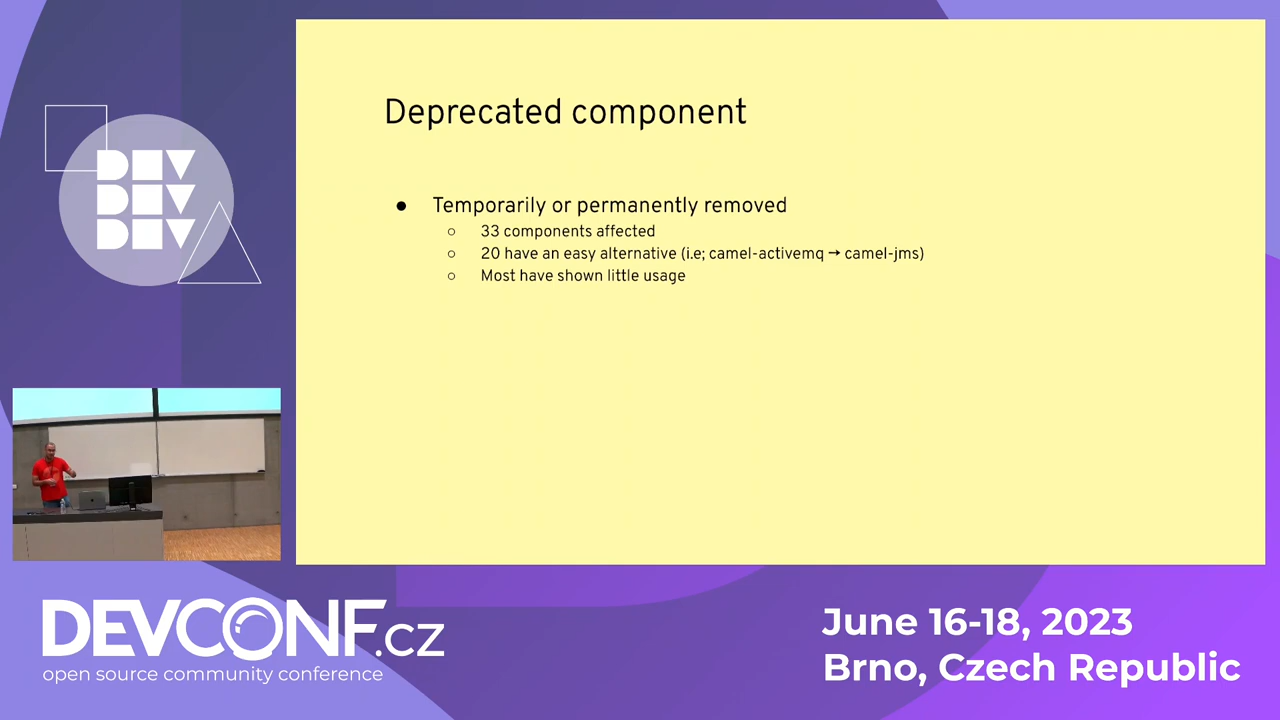 DEV
DEV
DEV
Deprecated component
● Temporarily or permanently removed
○ 33 components affected
○ 20 have an easy alternative (i.e; camel-activemq → camel-jms)
○ Most have shown little usage
DEVCONF.cz
open source community conference
June 16-18, 2023
Brno, Czech Republic